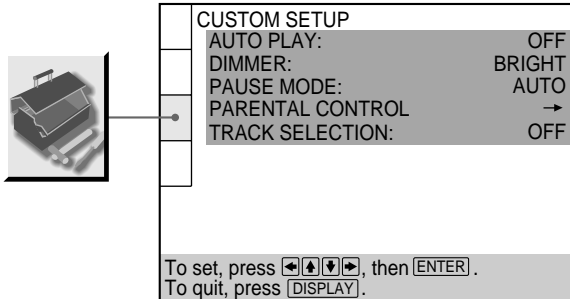 CUSTOM SETUP
AUTO PLAY: OFF
DIMMER: BRIGHT
PAUSE MODE: AUTO
PARENTAL CONTROL →
TRACK SELECTION: OFF
To set, press ←↑↓→, then ENTER.
To quit, press DISPLAY.